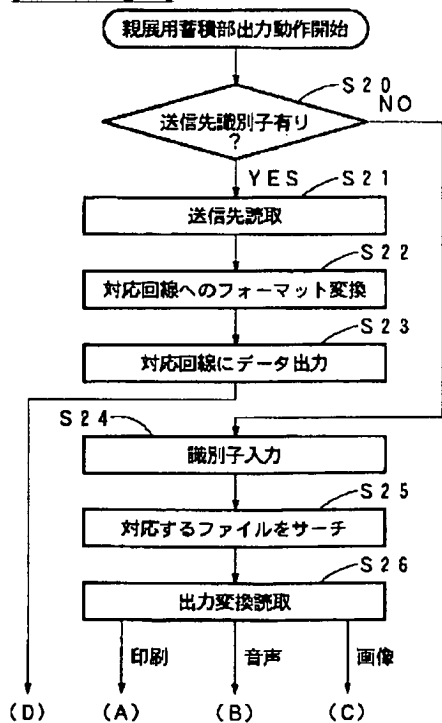 親展用蓄積部出力動作開始
S20
NO
送信先識別子有り
?
YES
S21
送信先読取
S22
対応回線へのフォーマット変換
S23
対応回線にデータ出力
S24
識別子入力
S25
対応するファイルをサーチ
S26
出力変換読取
印刷 音声 画像
(D) (A) (B) (C)